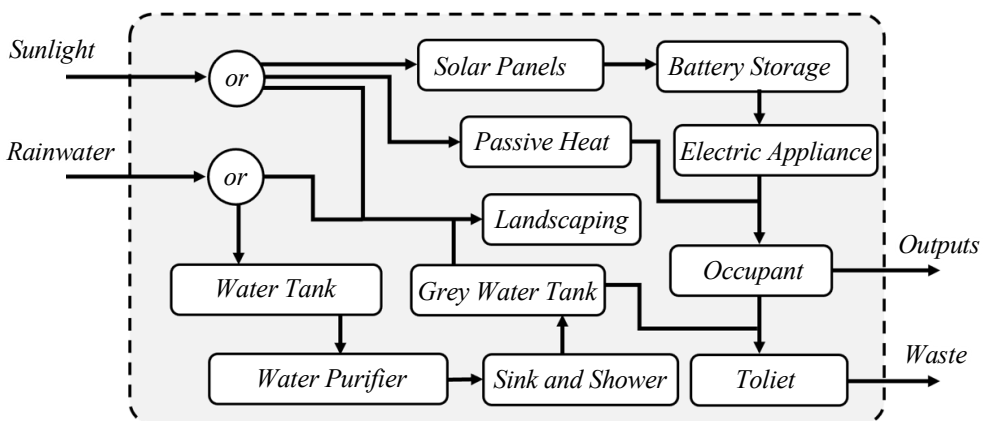 Sunlight
or
Solar Panels
Battery Storage
Rainwater
Passive Heat
Electric Appliance
or
Landscaping
Outputs
Water Tank
Grey Water Tank
Occupant
Waste
Water Purifier
Sink and Shower
Toliet